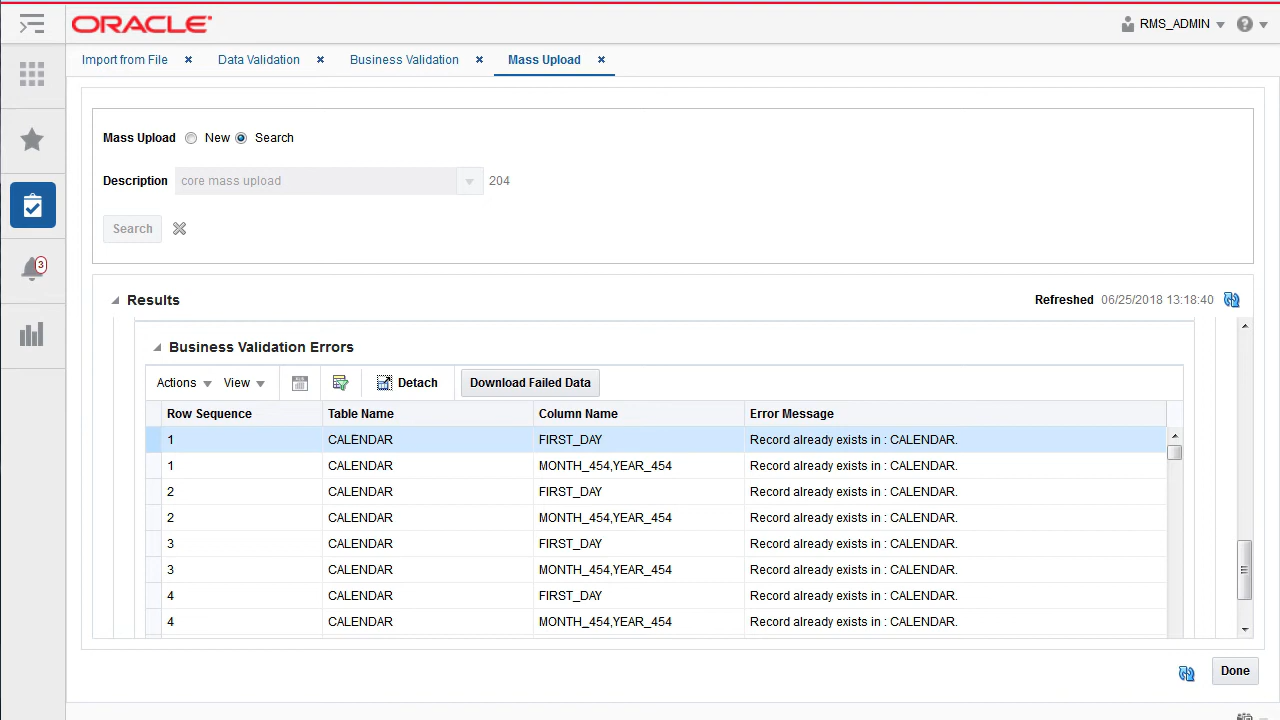 ORACLE
RMS_ADMIN
Import from File Data Validation Business Validation Mass Upload
Mass Upload New Search
Description core mass upload 204
Search
3
Results Refreshed 06/25/2018 13:18:40
Business Validation Errors
Actions View Detach Download Failed Data
Row Sequence Table Name Column Name Error Message
1 CALENDAR FIRST_DAY Record already exists in : CALENDAR.
1 CALENDAR MONTH_454,YEAR_454 Record already exists in : CALENDAR.
2 CALENDAR FIRST_DAY Record already exists in : CALENDAR.
2 CALENDAR MONTH_454,YEAR_454 Record already exists in : CALENDAR.
3 CALENDAR FIRST_DAY Record already exists in : CALENDAR.
3 CALENDAR MONTH_454,YEAR_454 Record already exists in : CALENDAR.
4 CALENDAR FIRST_DAY Record already exists in : CALENDAR.
4 CALENDAR MONTH_454,YEAR_454 Record already exists in : CALENDAR.
Done